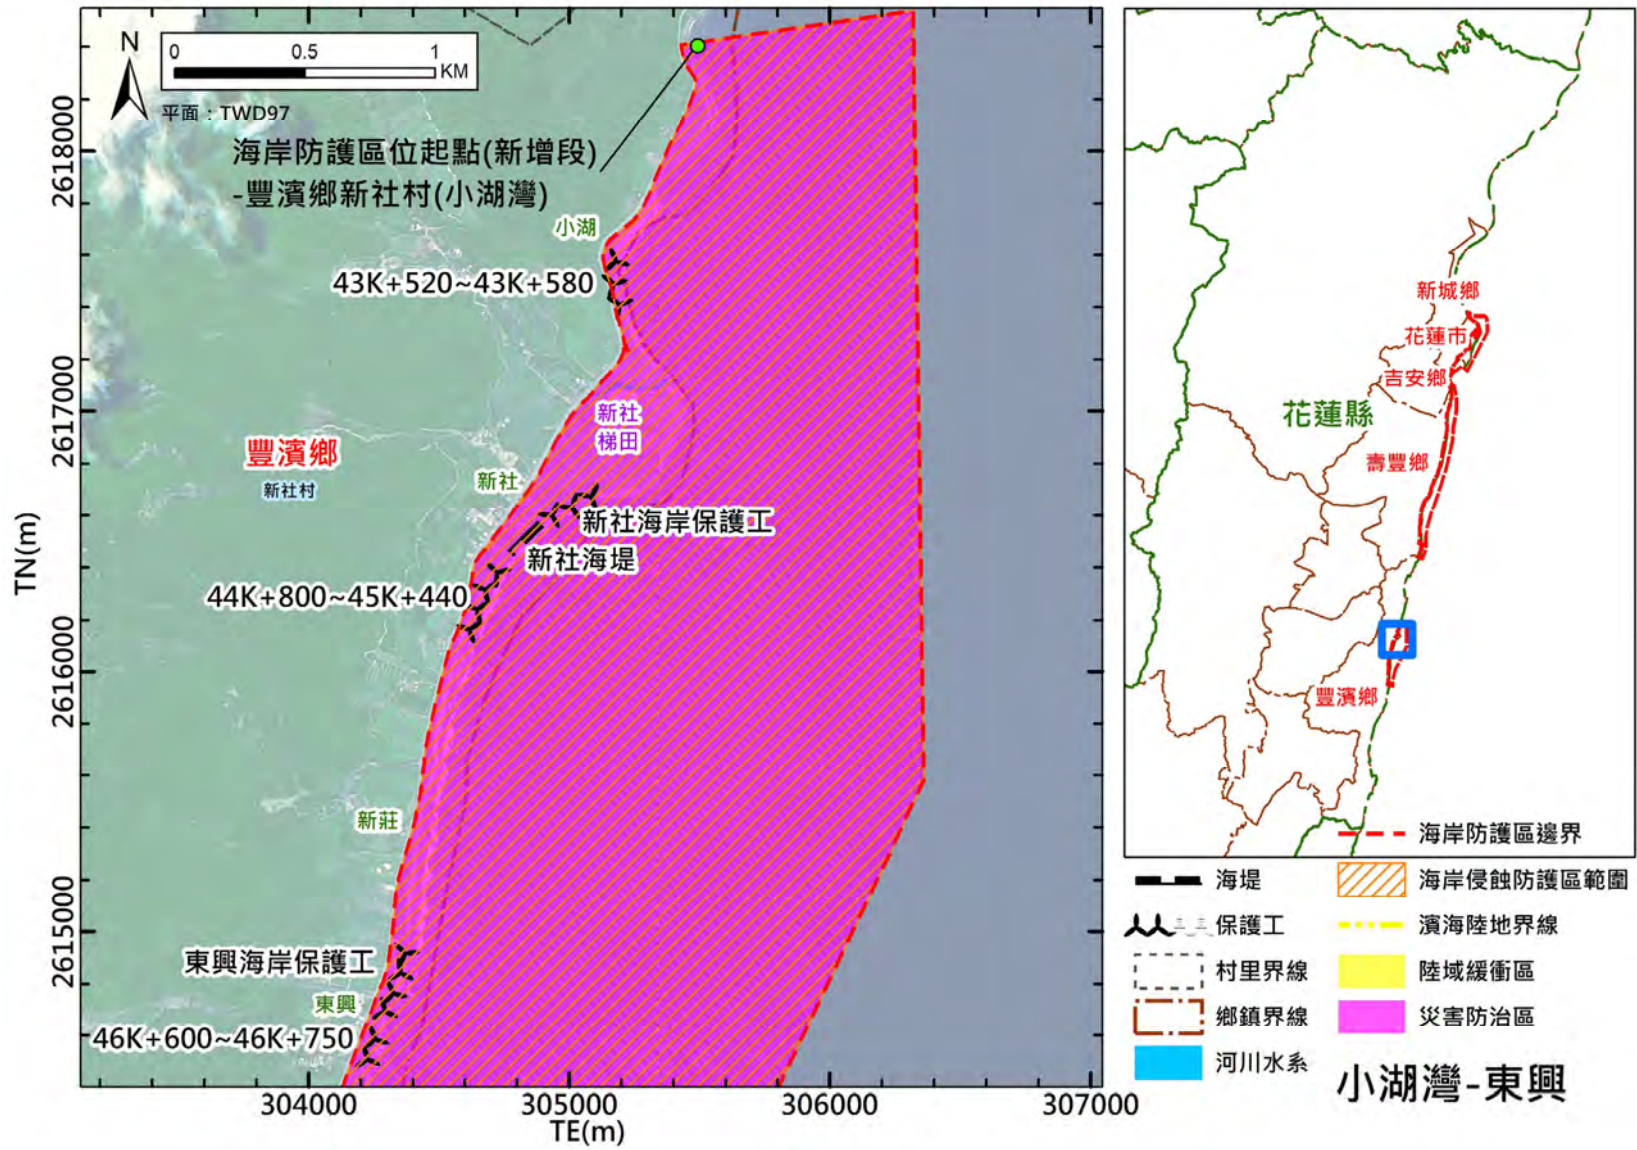 N
0 0.5 1
KM
平面：TWD97
海岸防護區位起點(新增段)
-豐濱鄉新社村(小湖灣)
小湖
43K+520~43K+580
新社
梯田
豐濱鄉
新社村
新社
新社海岸保護工
新社海堤
44K+800~45K+440
新莊
東興海岸保護工
東興
46K+600~46K+750
TN(m)
2618000
2617000
2616000
2615000
304000 305000 306000 307000
TE(m)
新城鄉
花蓮市
吉安鄉
花蓮縣
壽豐鄉
豐濱鄉
海岸防護區邊界
海堤
海岸侵蝕防護區範圍
保護工
濱海陸地界線
村里界線
陸域緩衝區
鄉鎮界線
災害防治區
河川水系
小湖灣-東興